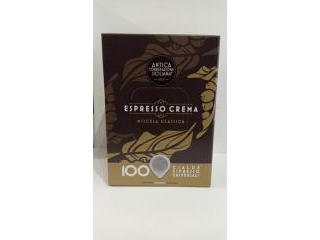 ANTICA
TORREFAZIONE
SICILIANA
ESPRESSO CREMA
MISCELA CLASSICA
100
CIALDE
ESPRESSO
UNIVERSALI